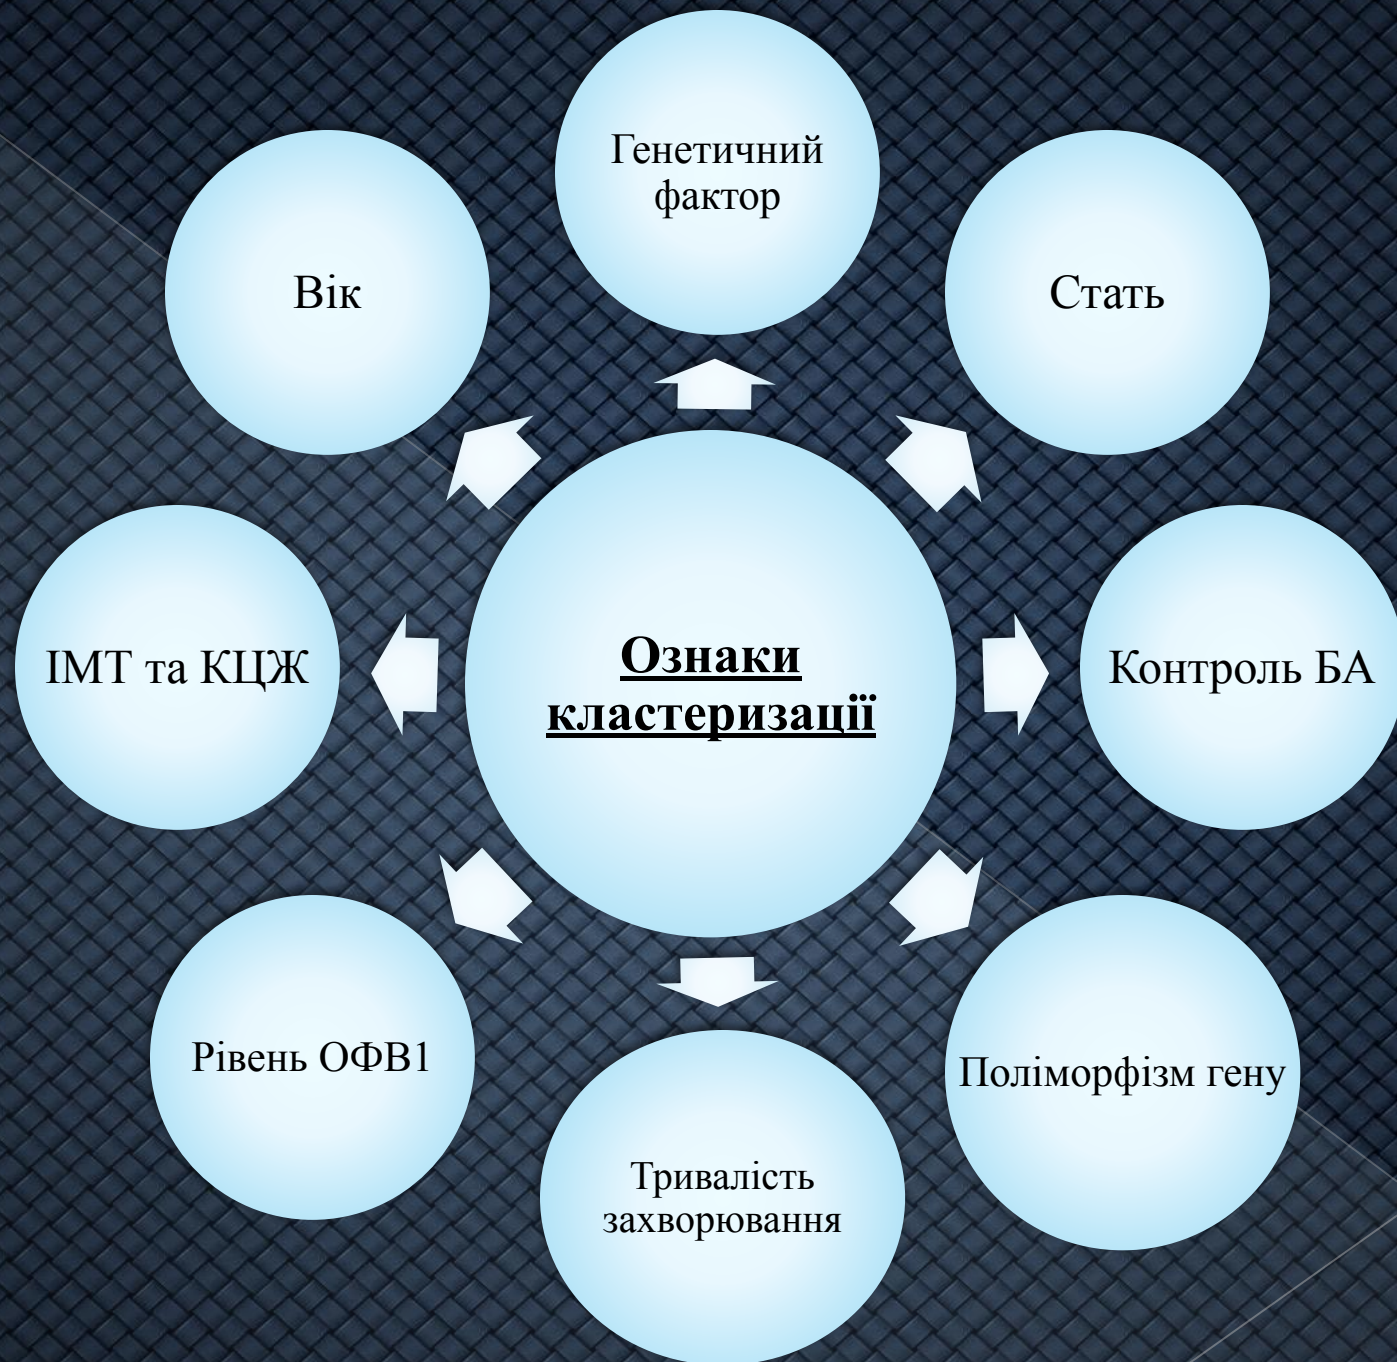 Генетичний
фактор
Вік
Стать
ІМТ та КЦЖ
Ознаки
кластеризації
Контроль БА
Рівень ОФВ1
Поліморфізм гену
Тривалість
захворювання